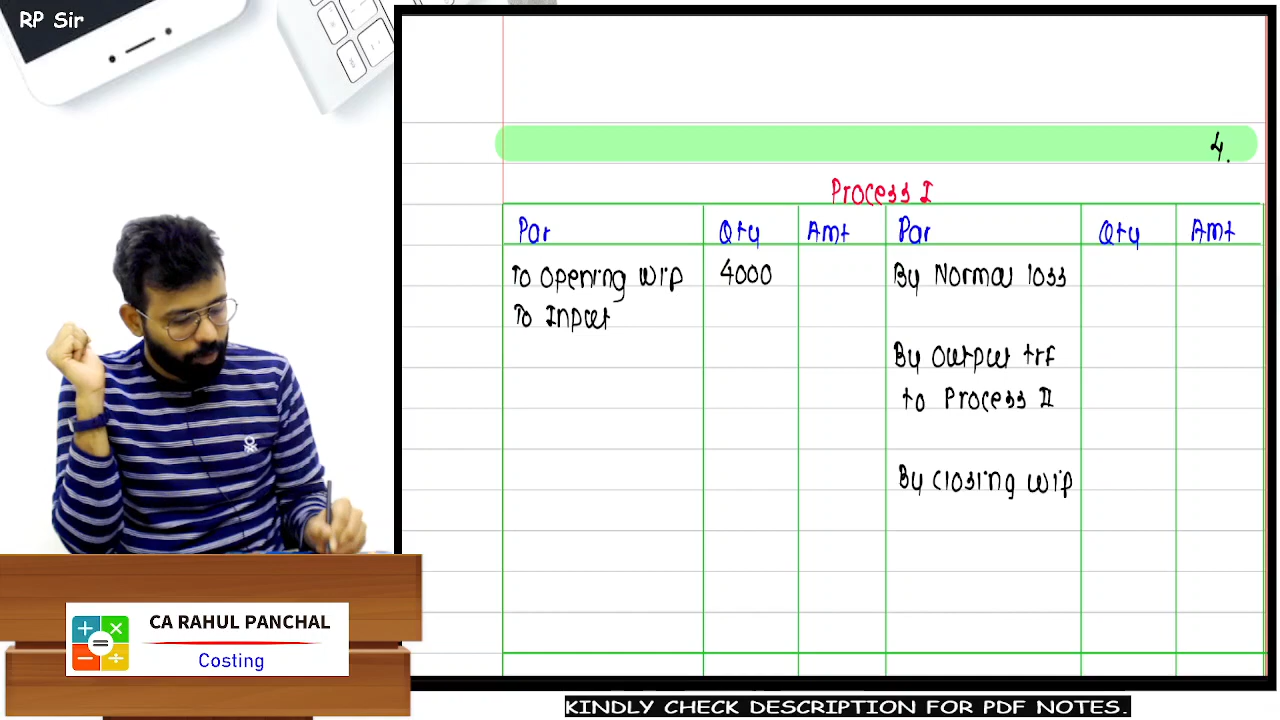 RP Sir
4.
Process I
Par Qty Amt Par Qty Amt
To Opening WIP 4000 By Normal loss
To Input
By Output trf
to Process II
By Closing WIP
CA RAHUL PANCHAL
Costing
KINDLY CHECK DESCRIPTION FOR PDF NOTES.